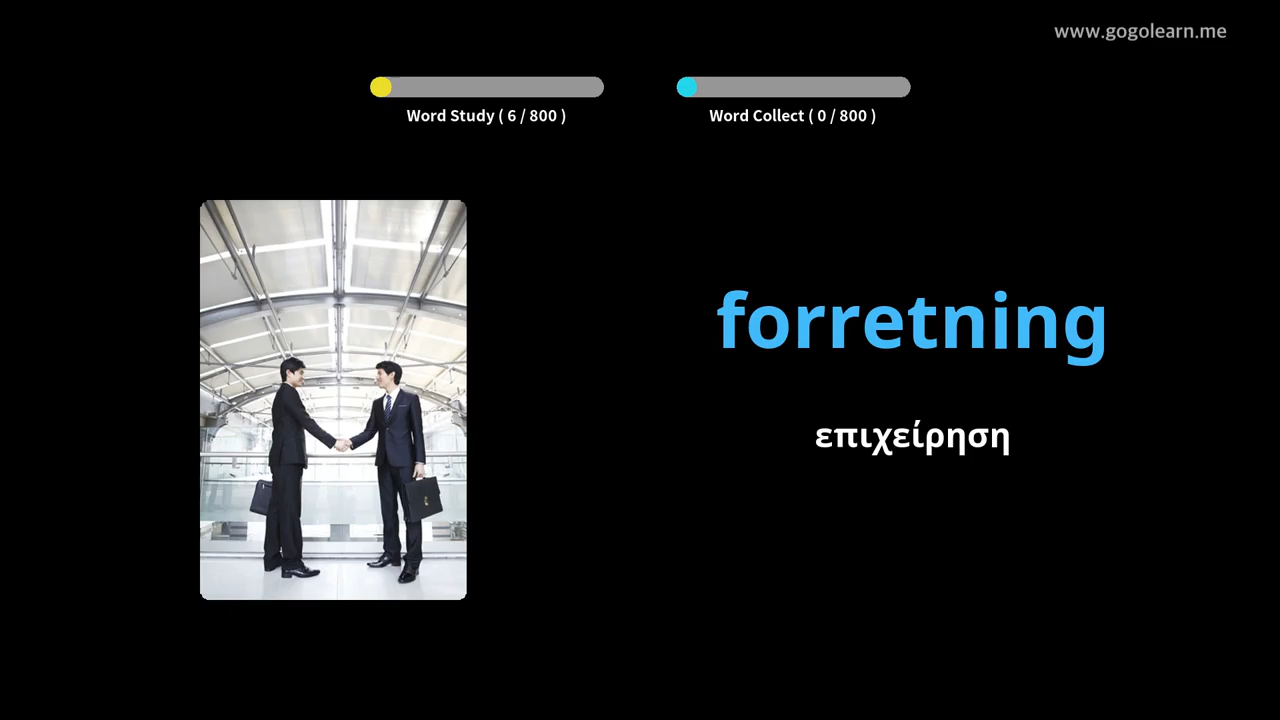 www.gogolearn.me
Word Study ( 6 / 800 )
Word Collect ( 0 / 800 )
forretning
επιχείρηση